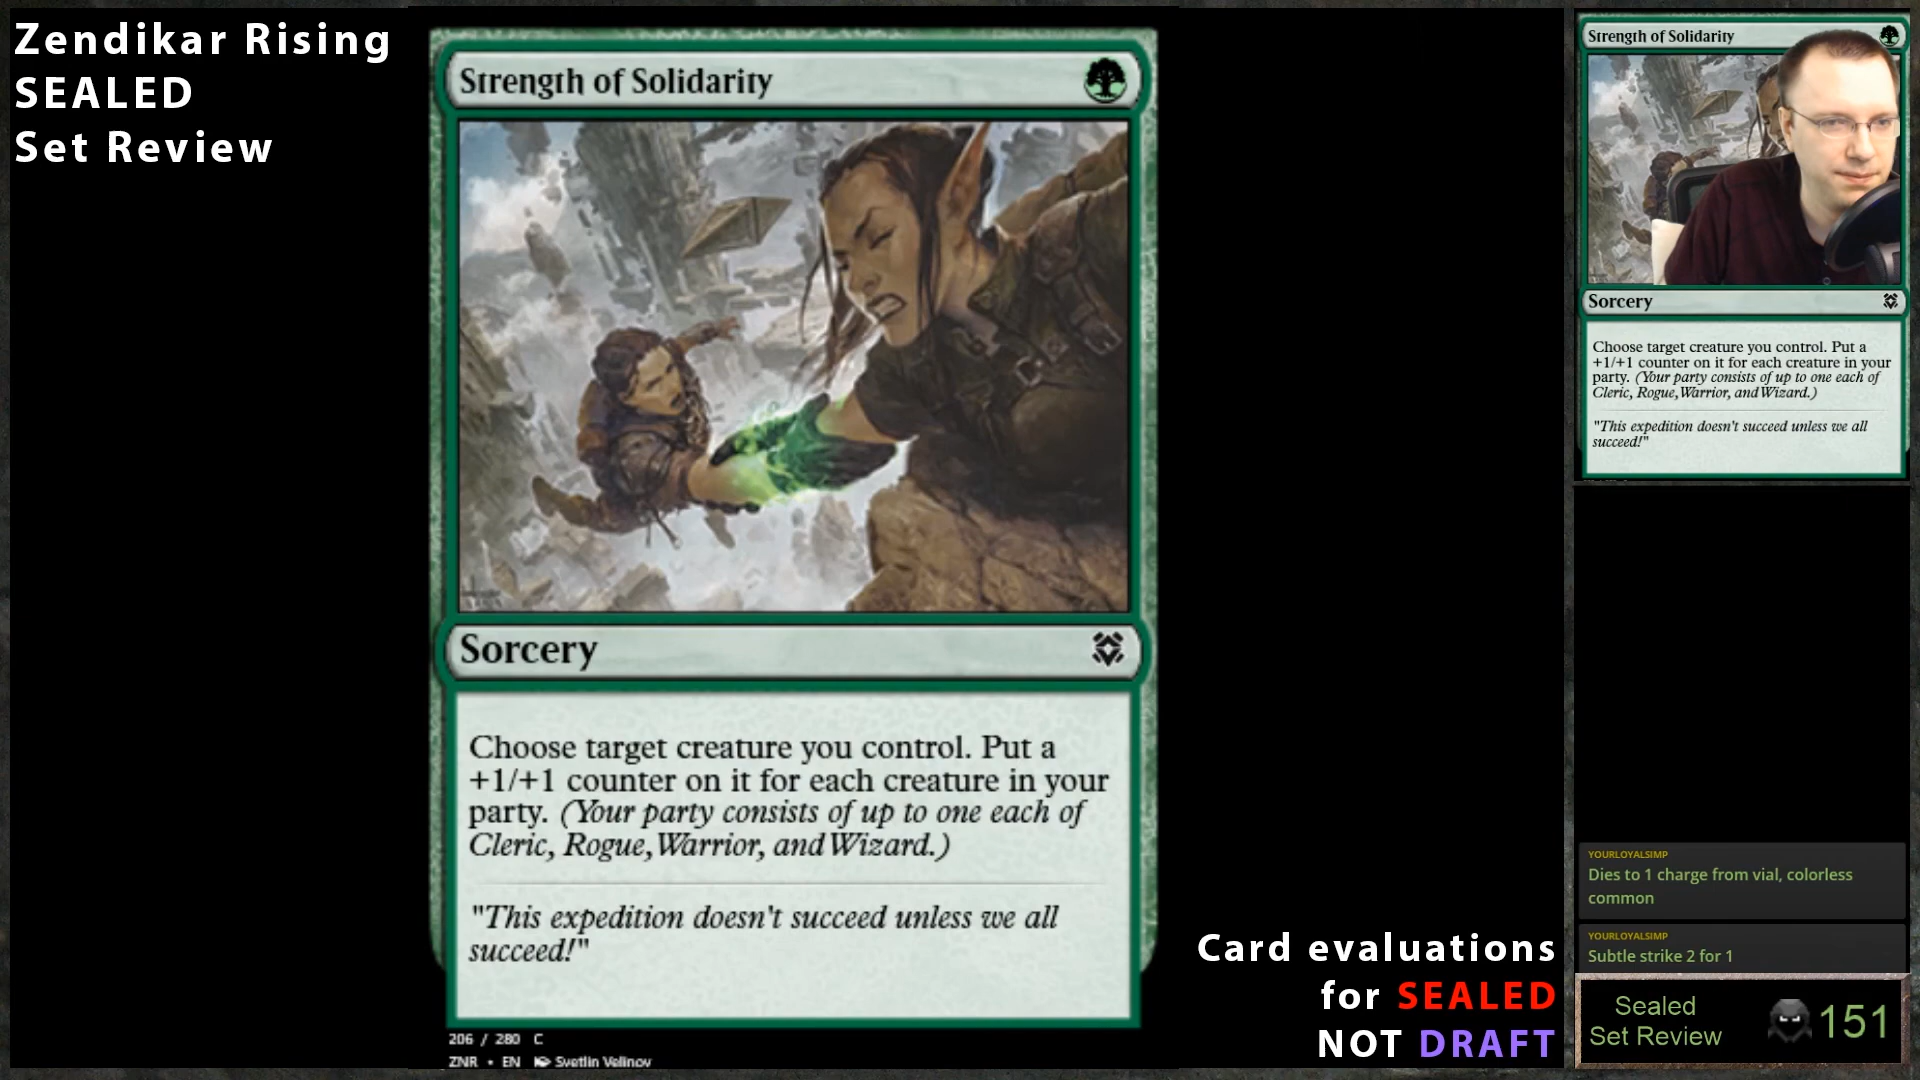 Zendikar Rising
SEALED
Set Review
Strength of Solidarity
Sorcery
Choose target creature you control. Put a
+1/+1 counter on it for each creature in your
party. (Your party consists of up to one each of
Cleric, Rogue, Warrior, and Wizard.)
"This expedition doesn't succeed unless we all
succeed!"
206 / 280 C
ZNR • EN Svetlin Velinov
Card evaluations
for SEALED
NOT DRAFT
Strength of Solidarity
Sorcery
Choose target creature you control. Put a
+1/+1 counter on it for each creature in your
party. (Your party consists of up to one each of
Cleric, Rogue, Warrior, and Wizard.)
"This expedition doesn't succeed unless we all
succeed!"
YOURLOYALSIMP
Dies to 1 charge from vial, colorless
common
YOURLOYALSIMP
Subtle strike 2 for 1
Sealed
Set Review
151